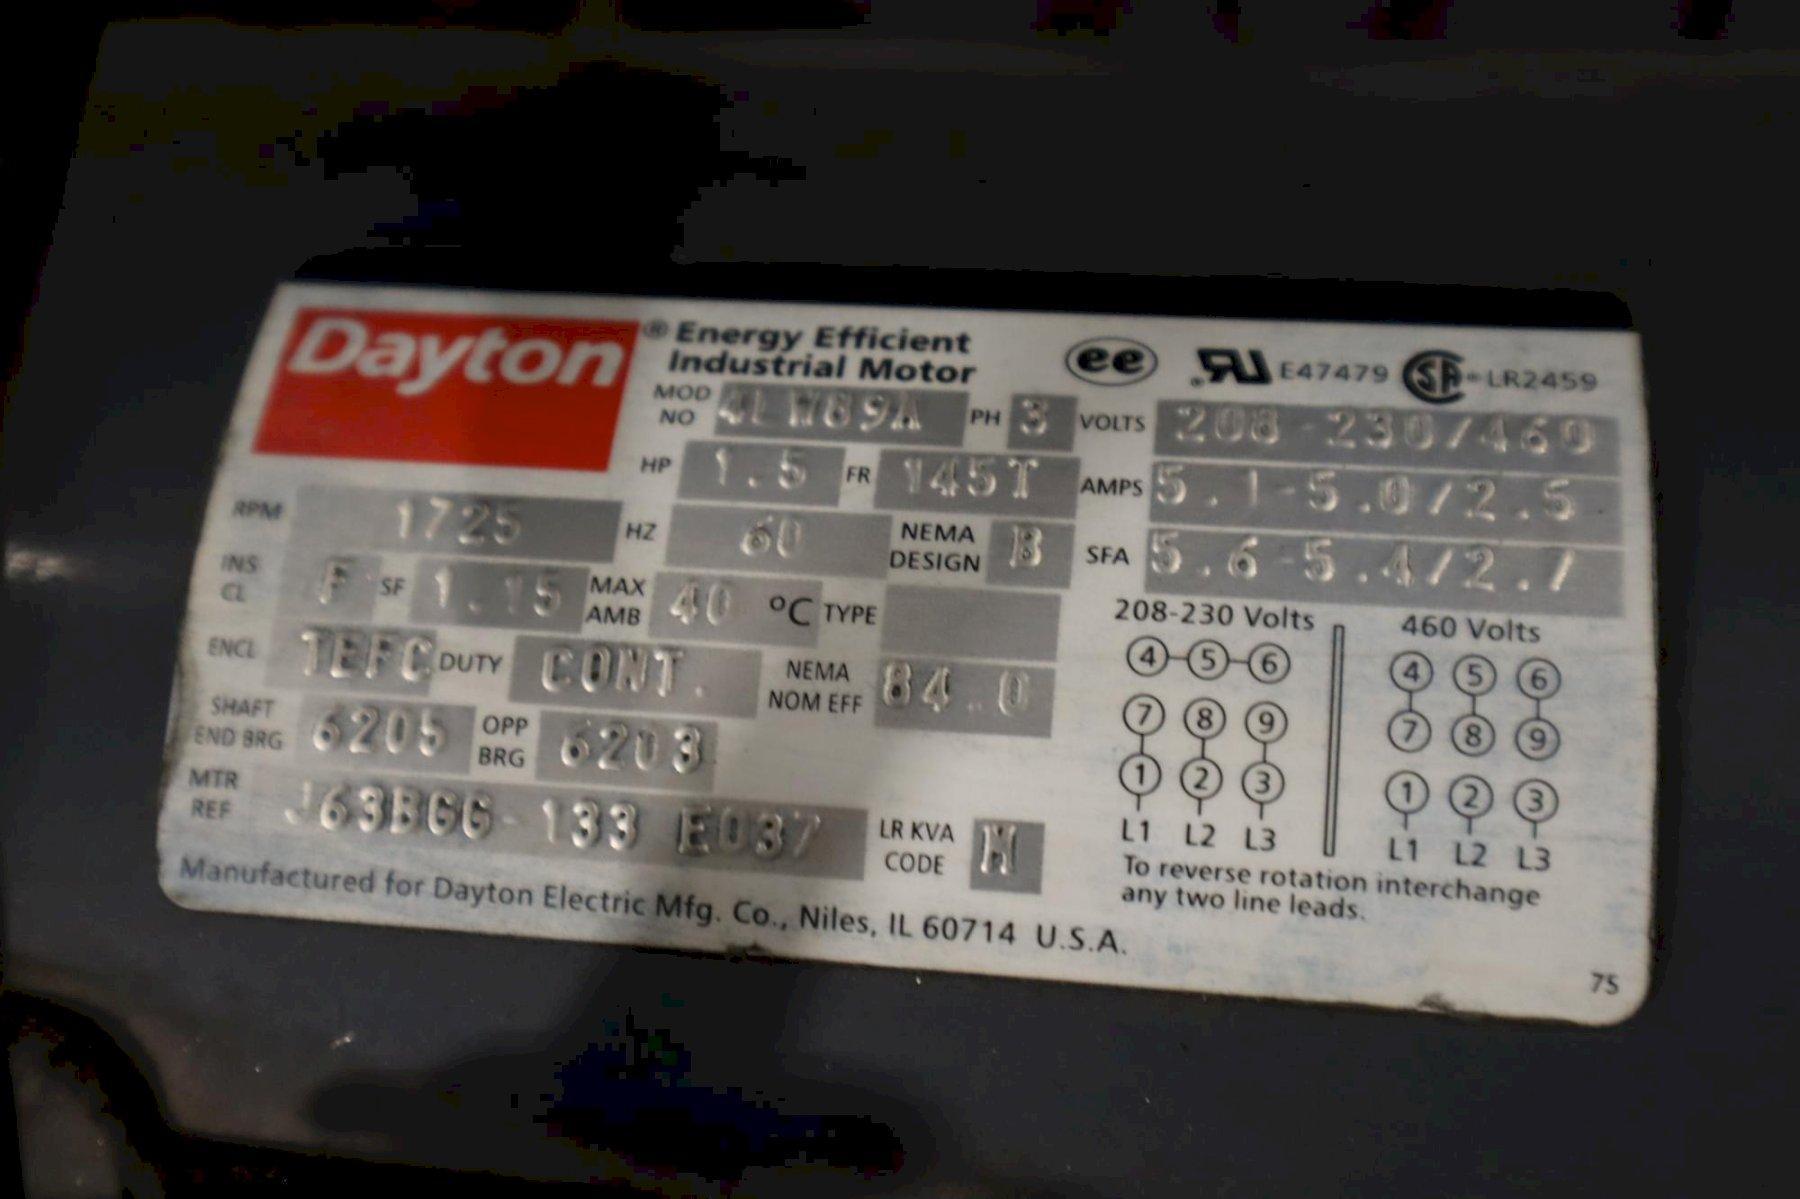 Dayton® Energy Efficient
Industrial Motor
ee E47479 LR2459
MOD NO 4LW89A PH 3 VOLTS 208-230/460
HP 1.5 FR 145T AMPS 5.1-5.0/2.5
RPM 1725 HZ 60 NEMA DESIGN B SFA 5.6-5.4/2.7
INS CL F SF 1.15 MAX AMB 40 °C TYPE
ENCL TEFC DUTY CONT. NEMA NOM EFF 84.0
SHAFT END BRG 6205 OPP BRG 6203
MTR REF J63BGG-133 E037 LR KVA CODE M
Manufactured for Dayton Electric Mfg. Co., Niles, IL 60714 U.S.A.
208-230 Volts
4 5 6
7 8 9
1 2 3
L1 L2 L3
460 Volts
4 5 6
7 8 9
1 2 3
L1 L2 L3
To reverse rotation interchange
any two line leads.
75